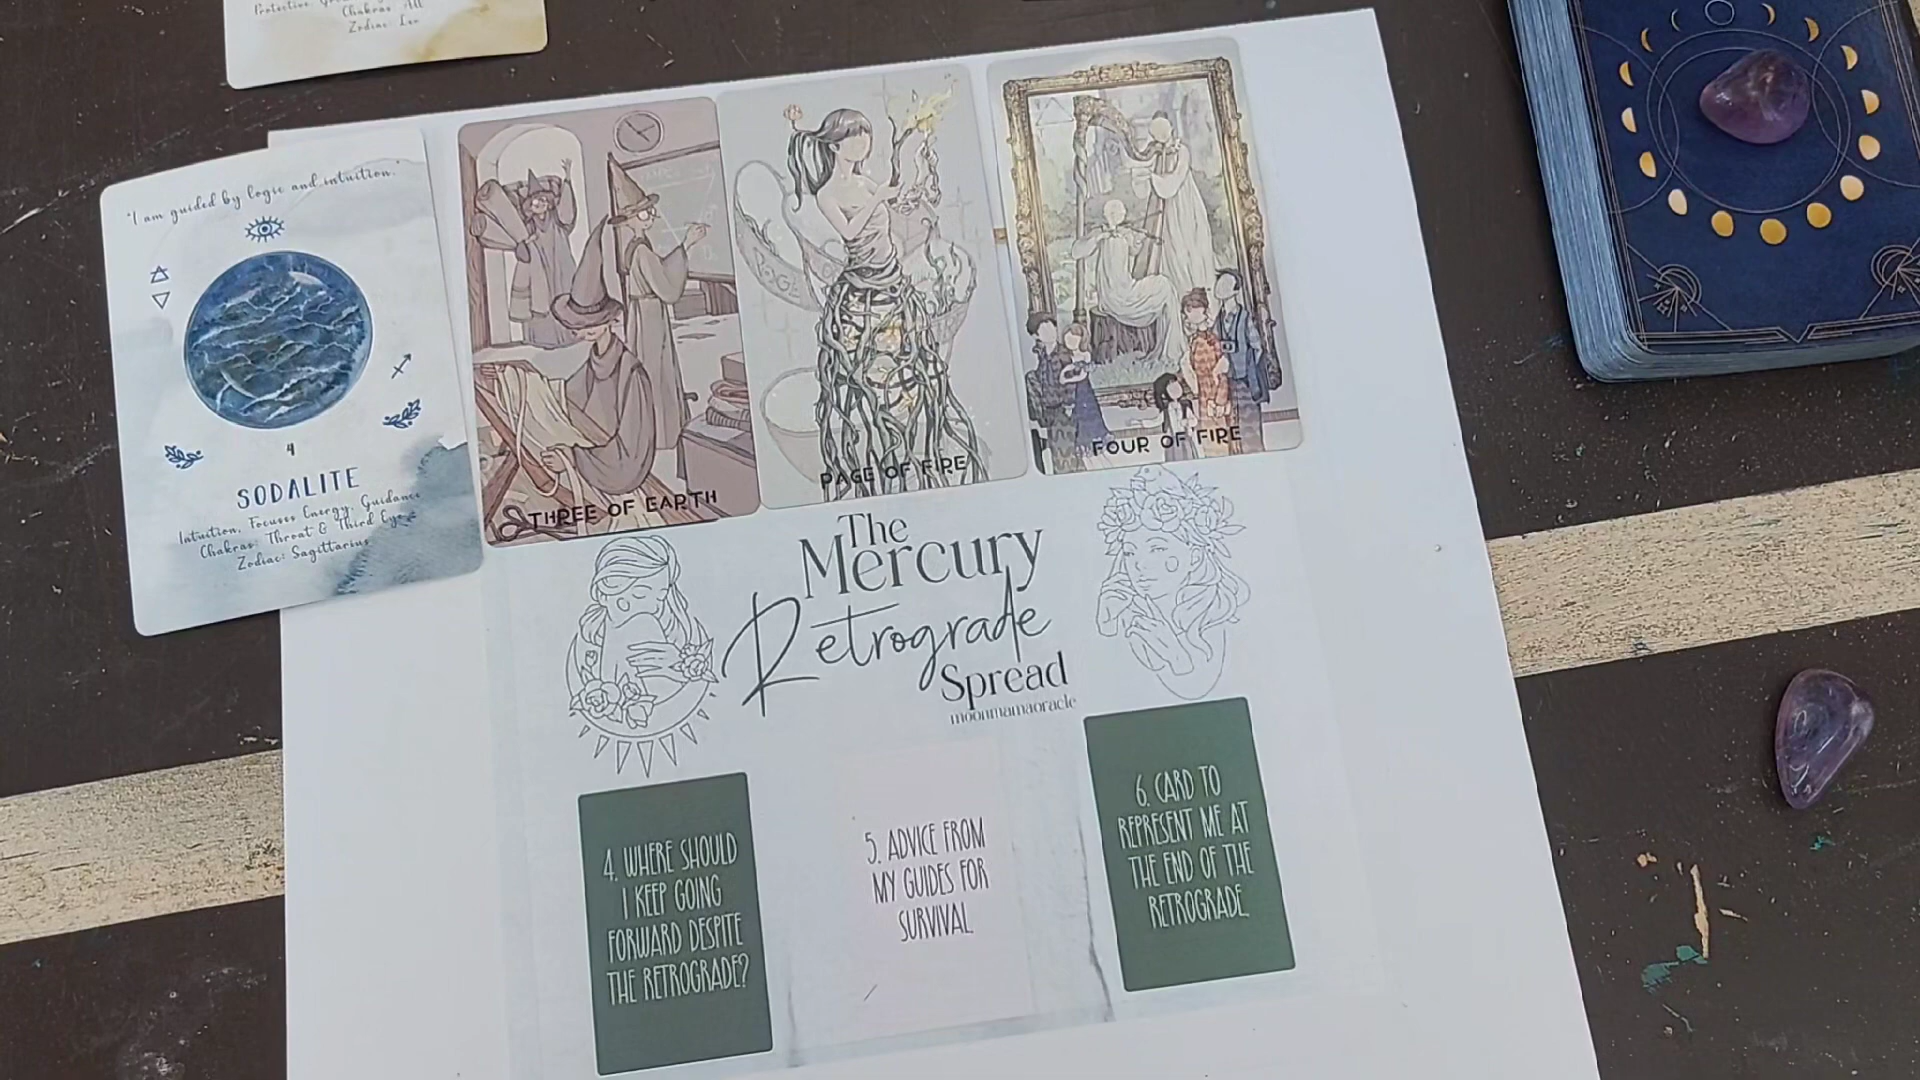 Chakras: All
Zodiac: Leo
"I am guided by logic and intuition."
4
SODALITE
Intuition, Focuses Energy, Guidance
Chakras: Throat & Third Eye
Zodiac: Sagittarius
THREE OF EARTH
PAGE OF FIRE
FOUR OF FIRE
The
Mercury
Retrograde
Spread
moonmamaoracle
4. WHERE SHOULD
I KEEP GOING
FORWARD DESPITE
THE RETROGRADE?
5. ADVICE FROM
MY GUIDES FOR
SURVIVAL.
6. CARD TO
REPRESENT ME AT
THE END OF THE
RETROGRADE.